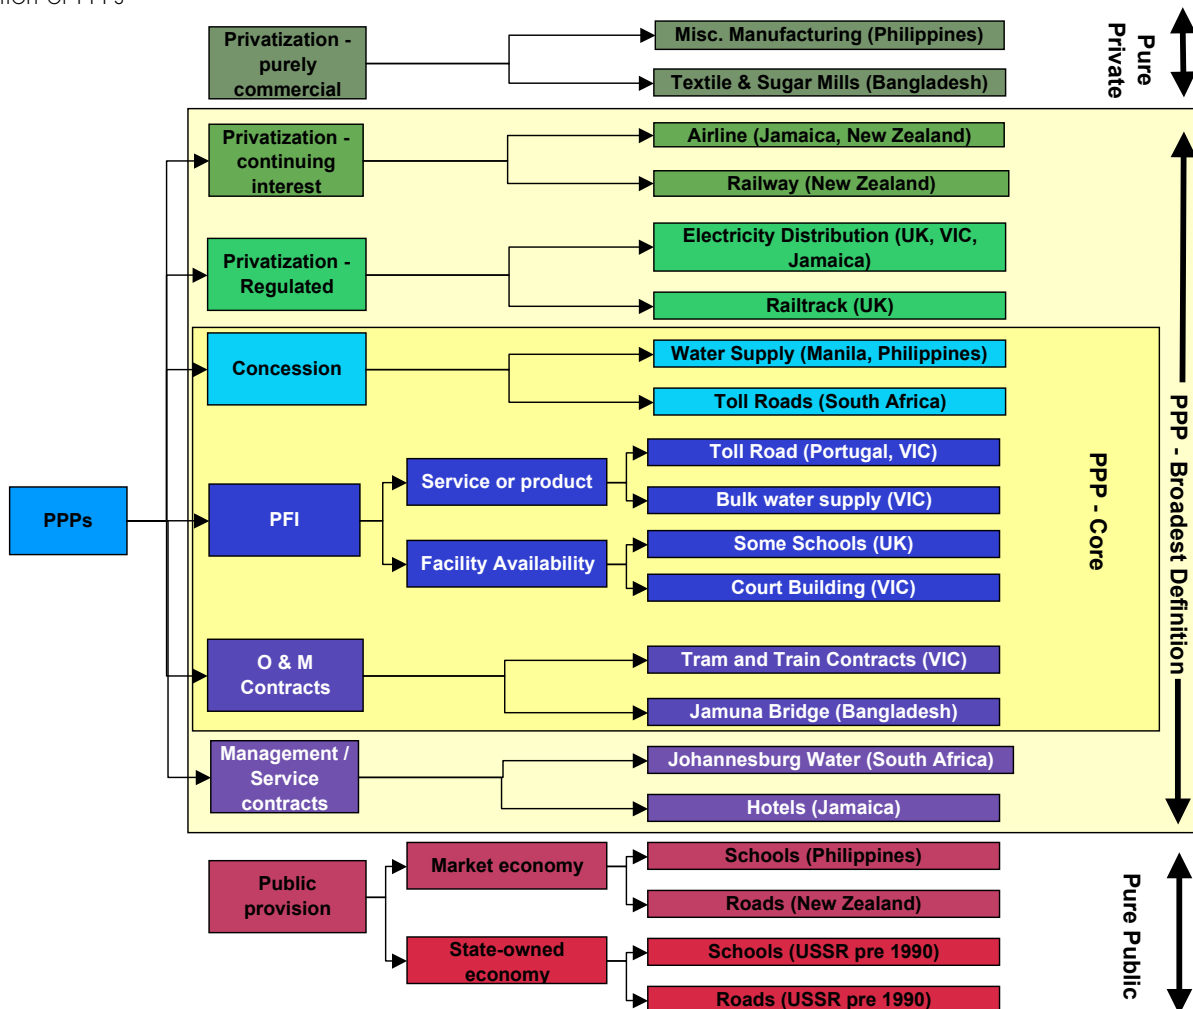 Privatization -
purely
commercial
Misc. Manufacturing (Philippines)
Textile & Sugar Mills (Bangladesh)
Pure
Private
Privatization -
continuing
interest
Airline (Jamaica, New Zealand)
Railway (New Zealand)
Privatization -
Regulated
Electricity Distribution (UK, VIC,
Jamaica)
Railtrack (UK)
Concession
Water Supply (Manila, Philippines)
Toll Roads (South Africa)
PPPs
PFI
Service or product
Toll Road (Portugal, VIC)
Bulk water supply (VIC)
Facility Availability
Some Schools (UK)
Court Building (VIC)
PPP - Core
PPP - Broadest Definition
O & M
Contracts
Tram and Train Contracts (VIC)
Jamuna Bridge (Bangladesh)
Management /
Service
contracts
Johannesburg Water (South Africa)
Hotels (Jamaica)
Public
provision
Market economy
Schools (Philippines)
Roads (New Zealand)
State-owned
economy
Schools (USSR pre 1990)
Roads (USSR pre 1990)
Pure Public